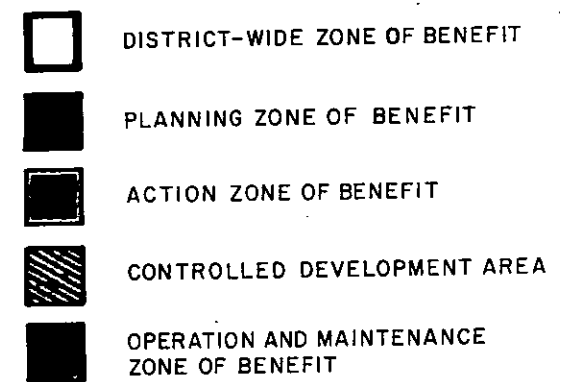 DISTRICT-WIDE ZONE OF BENEFIT
PLANNING ZONE OF BENEFIT
ACTION ZONE OF BENEFIT
CONTROLLED DEVELOPMENT AREA
OPERATION AND MAINTENANCE
ZONE OF BENEFIT